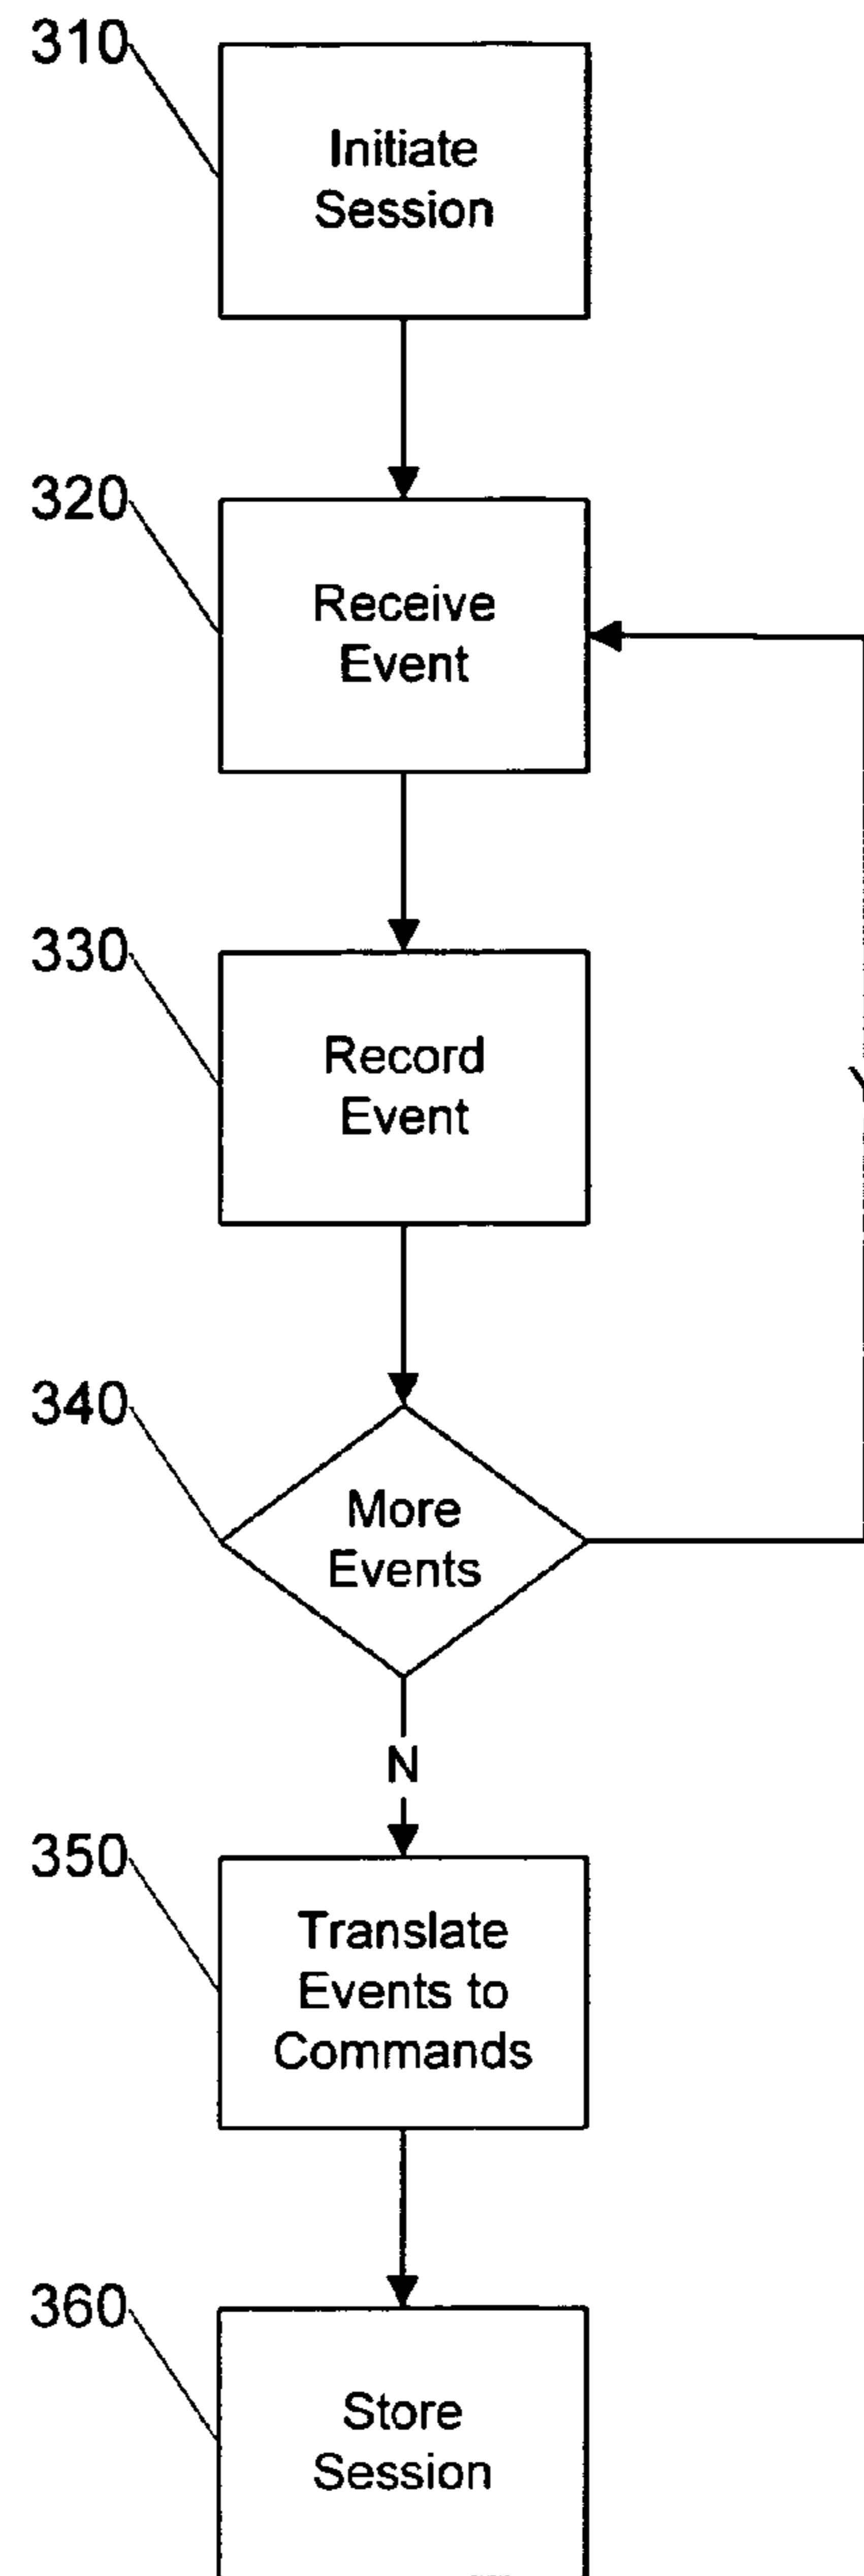 310
Initiate
Session
320
Receive
Event
330
Record
Event
340
More
Events
N
350
Translate
Events to
Commands
360
Store
Session